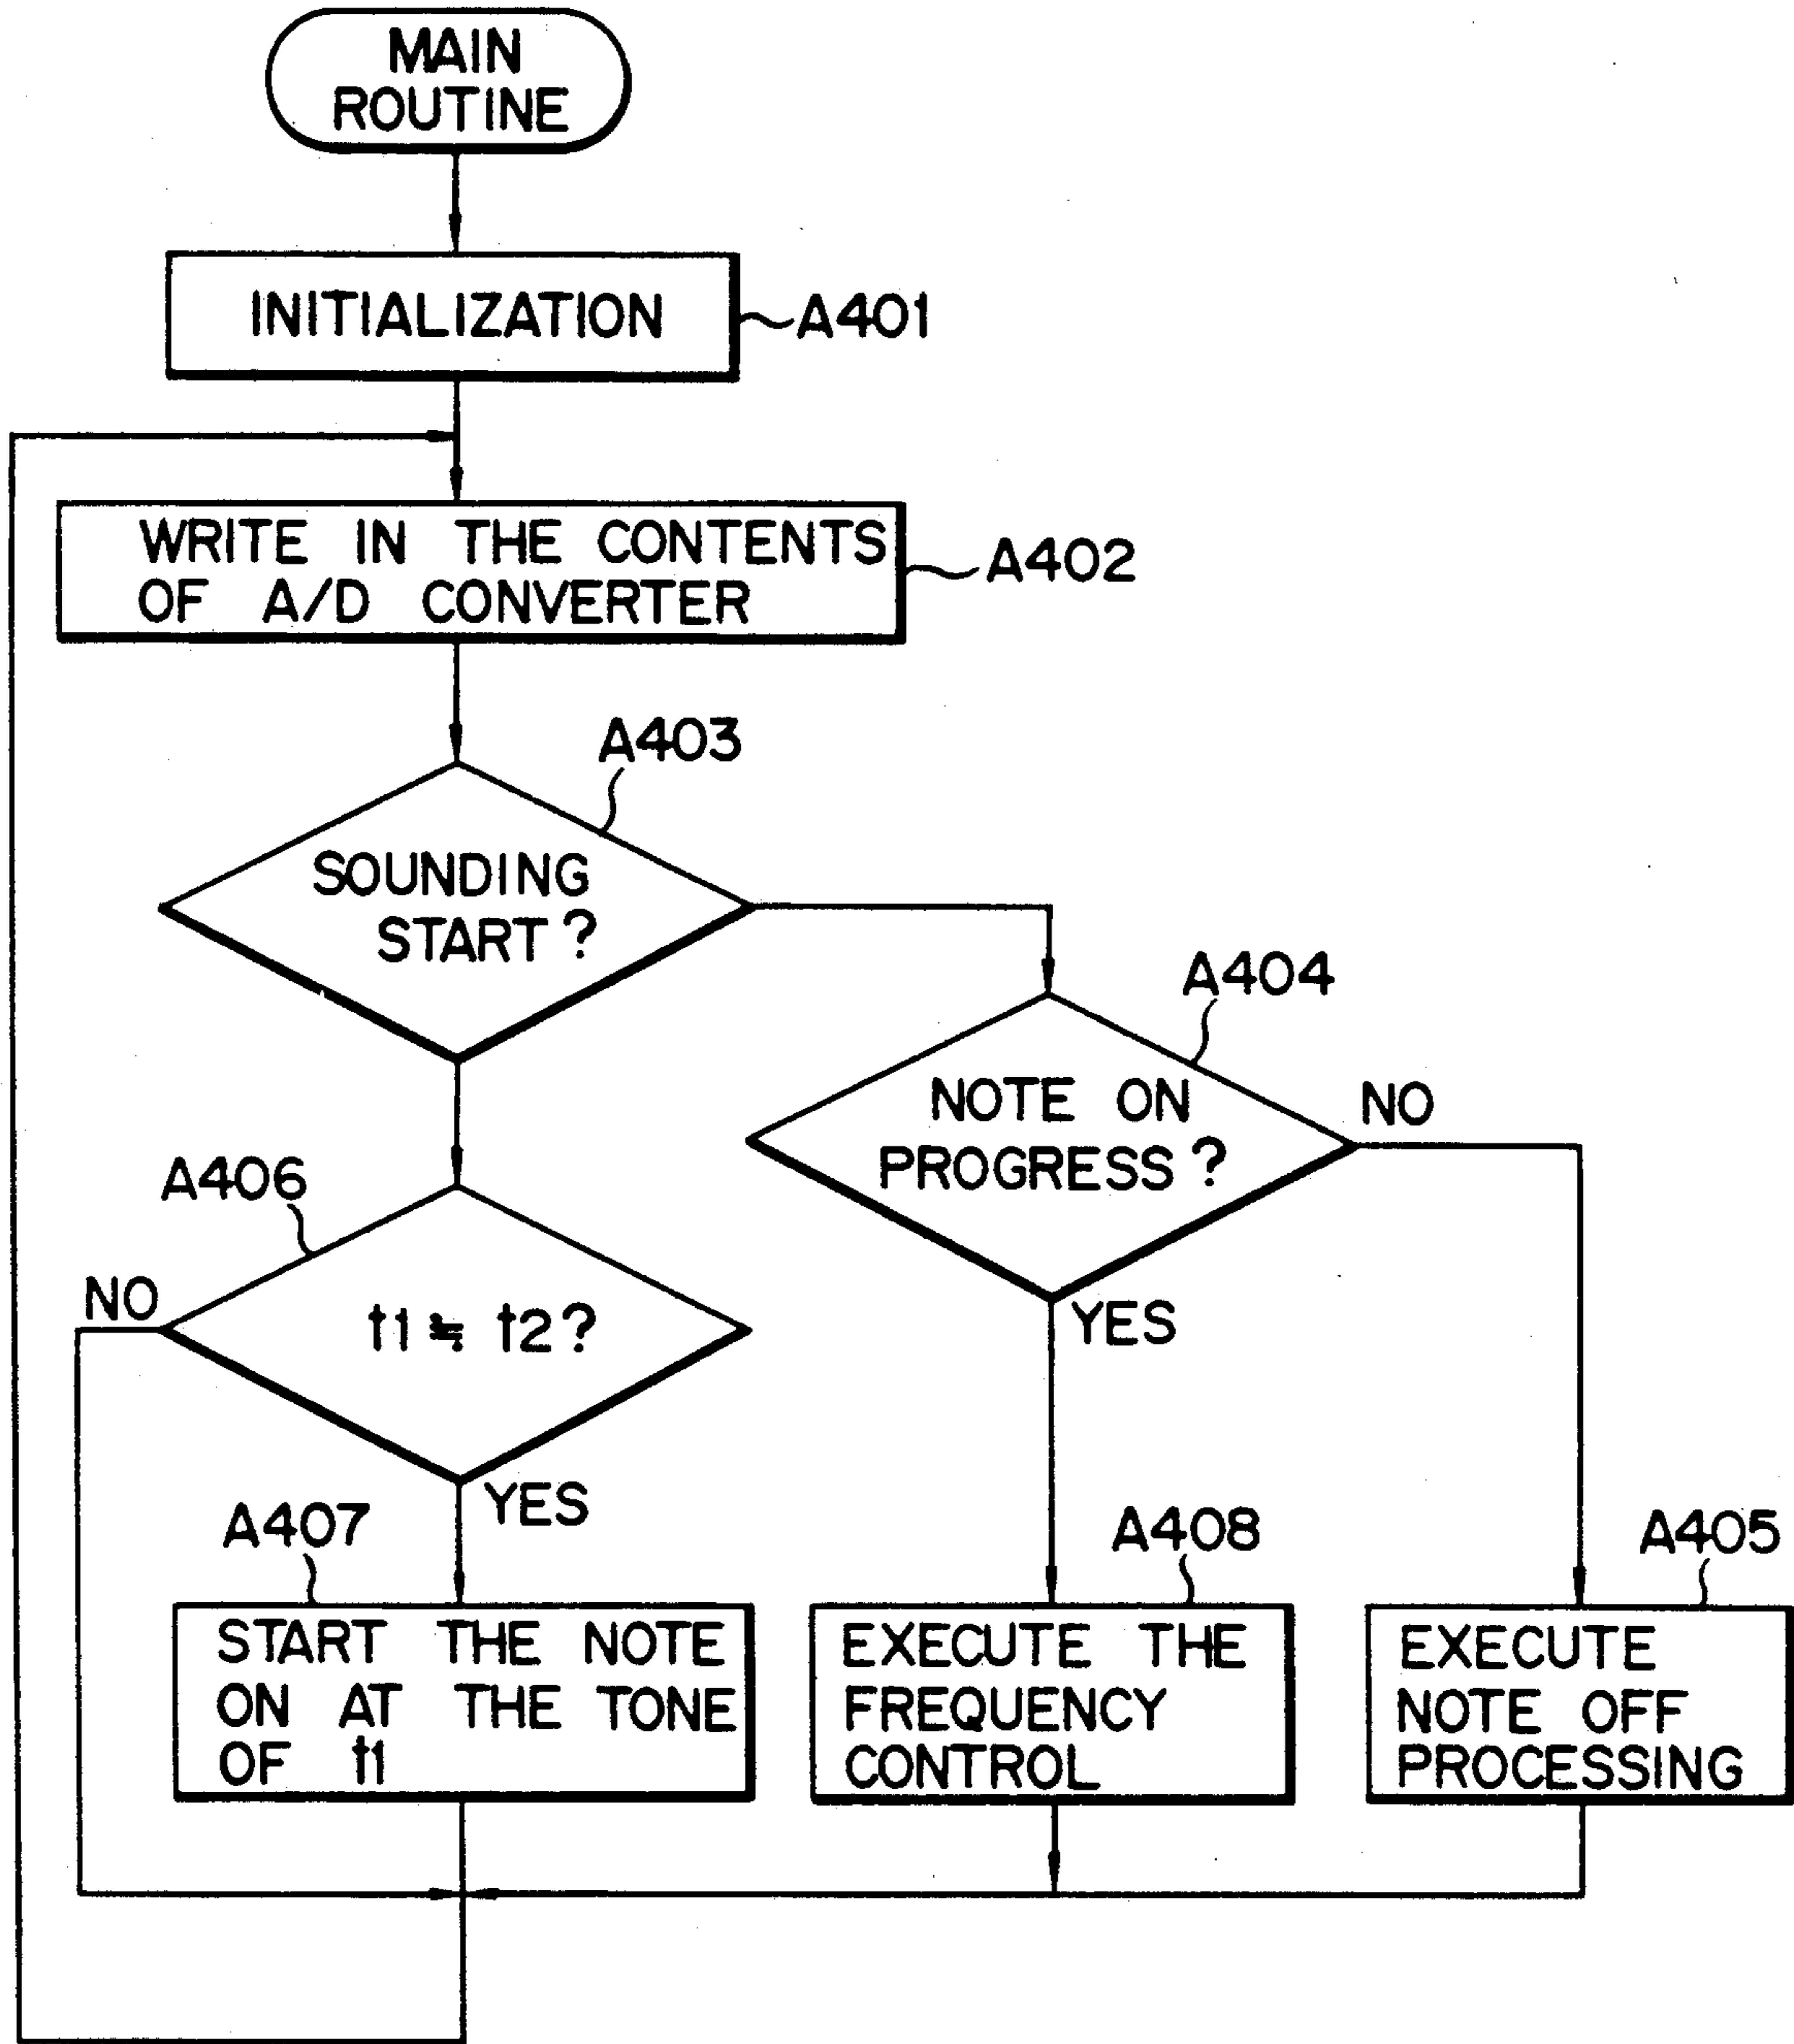 MAIN
ROUTINE
INITIALIZATION
A401
WRITE IN THE CONTENTS
OF A/D CONVERTER
A402
A403
SOUNDING
START?
A404
NOTE ON
PROGRESS?
NO
YES
A406
NO
t1≒t2?
YES
A407
START THE NOTE
ON AT THE TONE
OF t1
A408
EXECUTE THE
FREQUENCY
CONTROL
A405
EXECUTE
NOTE OFF
PROCESSING